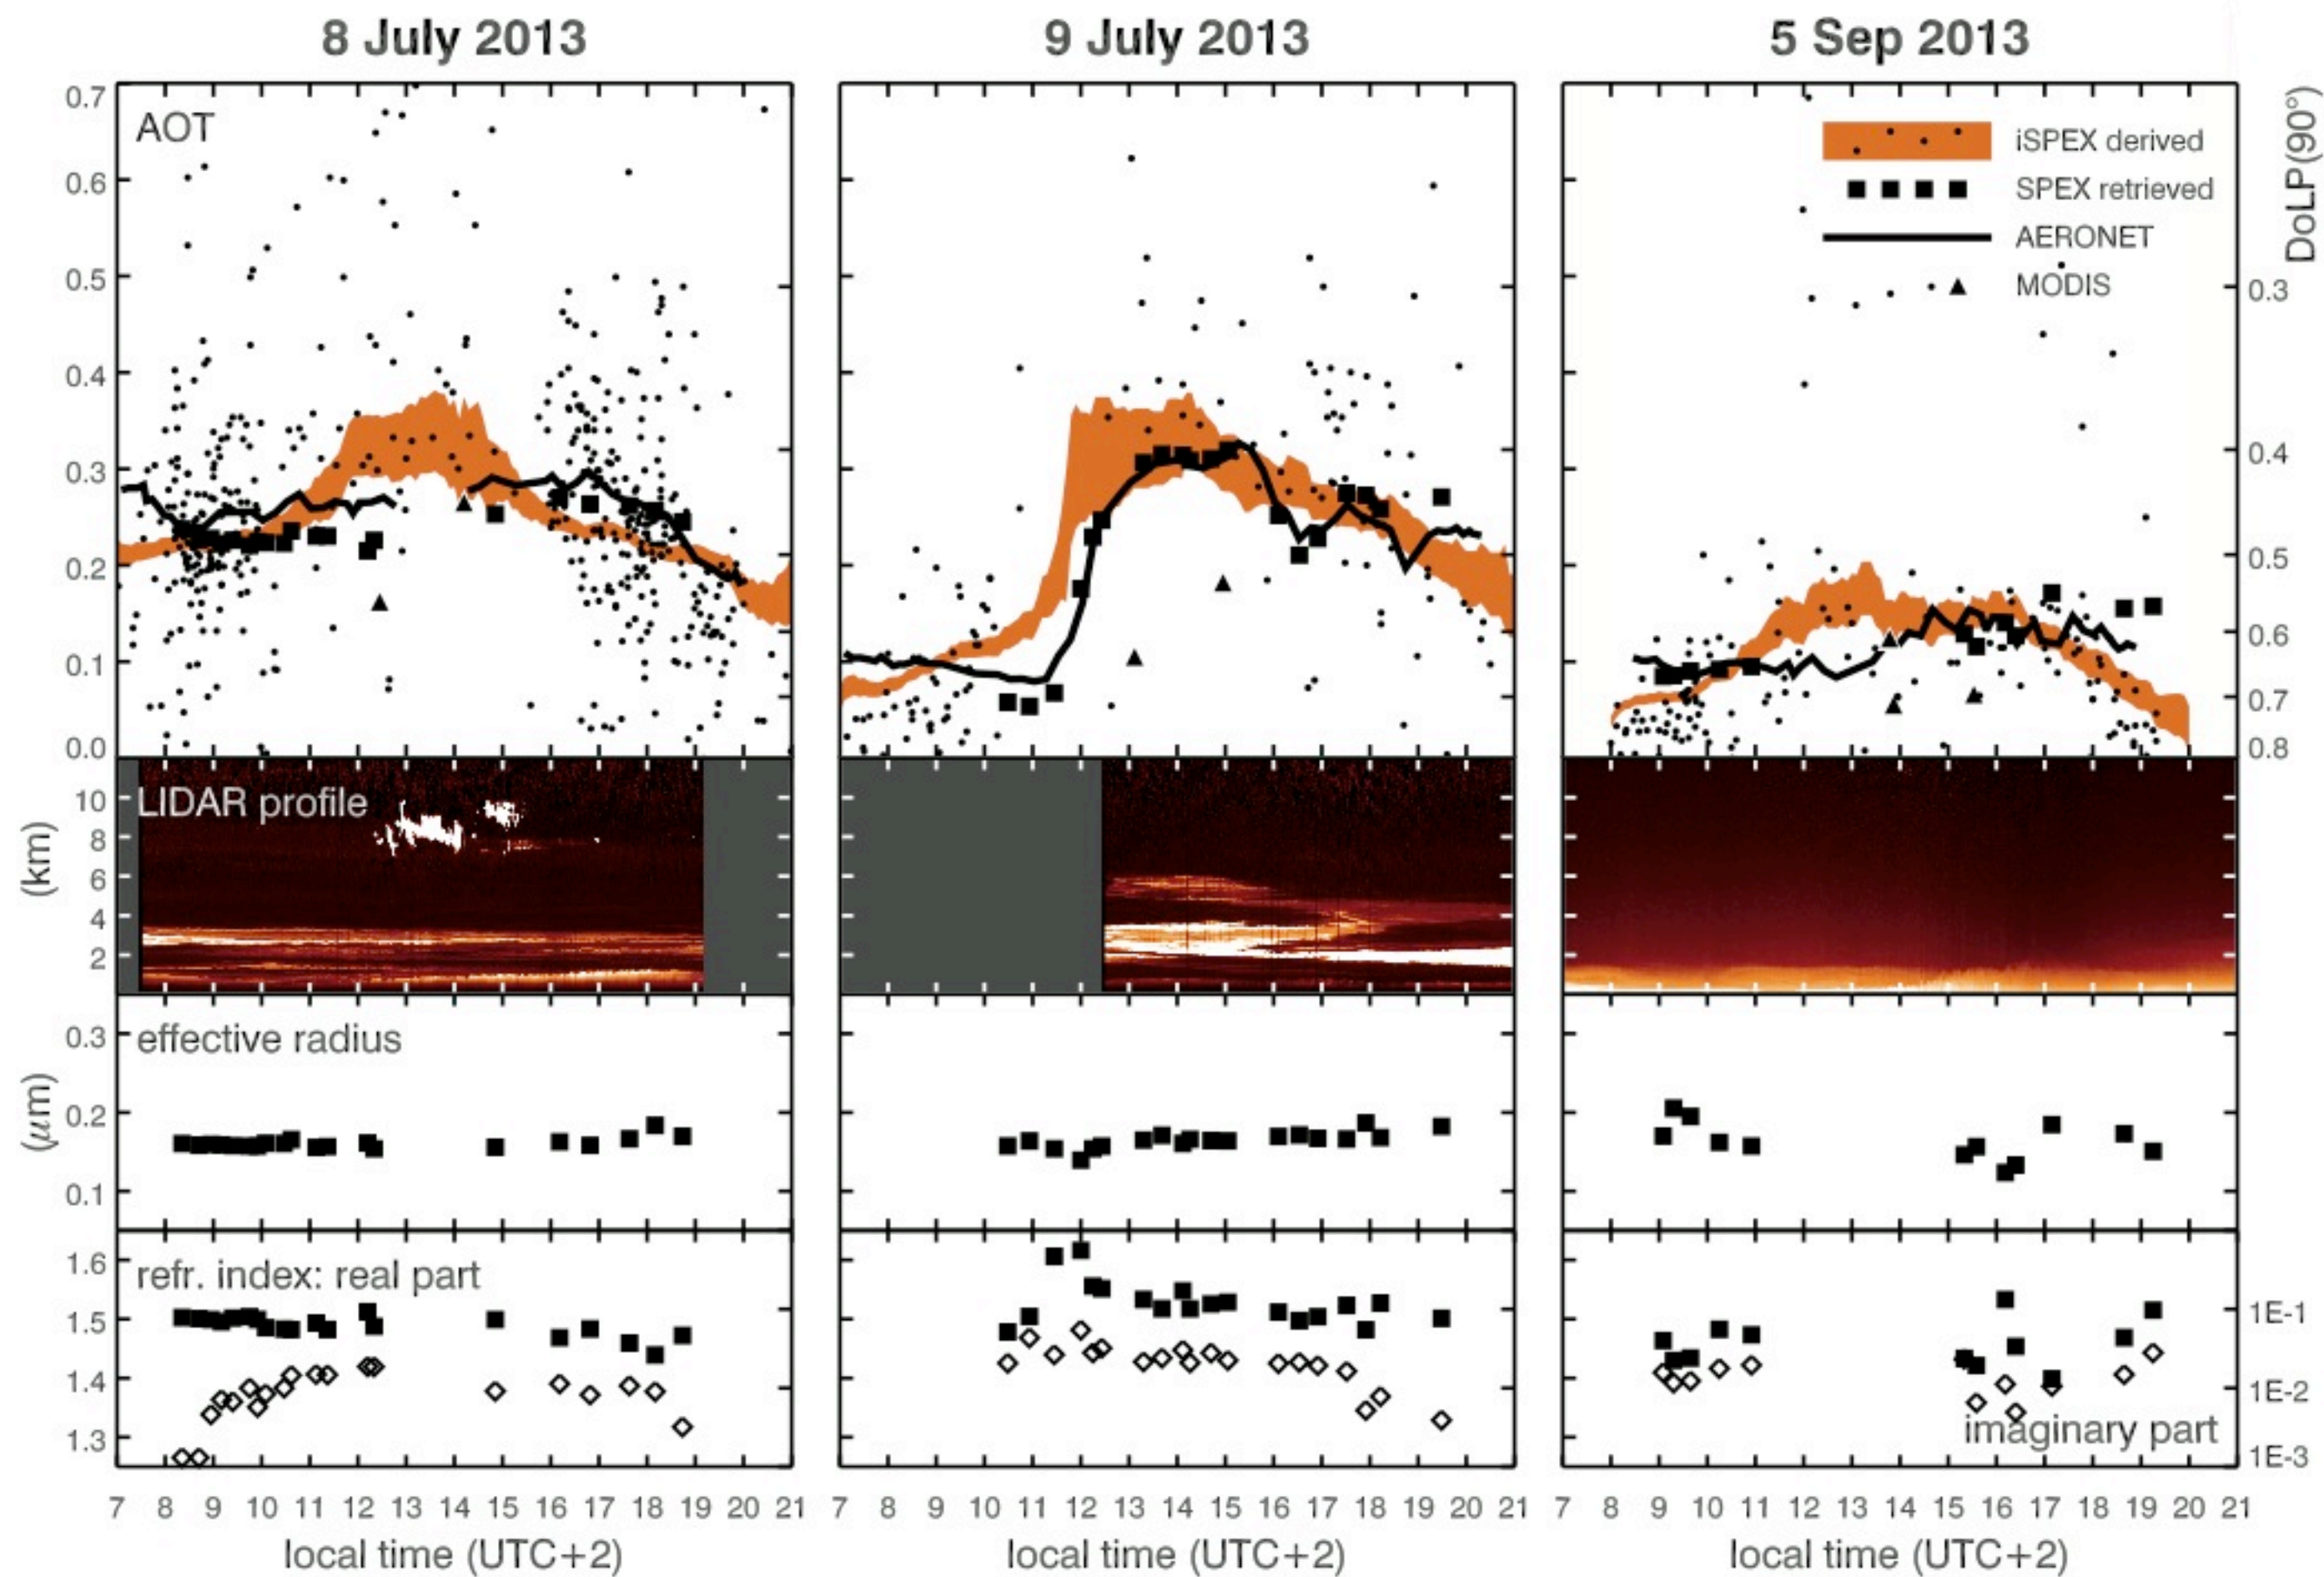 8 July 2013
9 July 2013
5 Sep 2013
AOT
0.7
0.6
0.5
0.4
0.3
0.2
0.1
0.0
iSPEX derived
SPEX retrieved
AERONET
MODIS
DoLP(90°)
0.3
0.4
0.5
0.6
0.7
0.8
LIDAR profile
(km)
10
8
6
4
2
effective radius
(µm)
0.3
0.2
0.1
refr. index: real part
1.6
1.5
1.4
1.3
imaginary part
1E-1
1E-2
1E-3
7 8 9 10 11 12 13 14 15 16 17 18 19 20 21
7 8 9 10 11 12 13 14 15 16 17 18 19 20 21
7 8 9 10 11 12 13 14 15 16 17 18 19 20 21
local time (UTC+2)
local time (UTC+2)
local time (UTC+2)